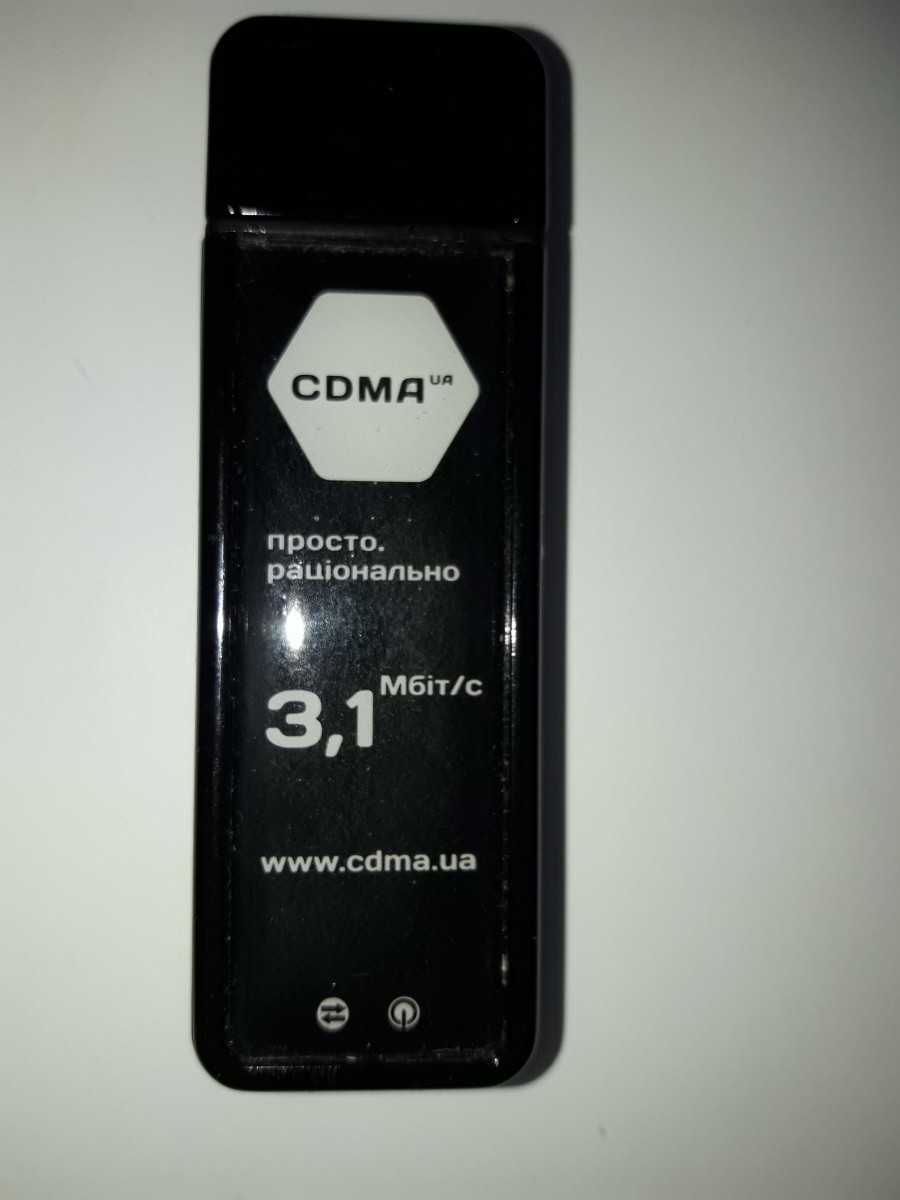 CDMA UA
просто.
раціонально
3,1 Мбіт/с
www.cdma.ua